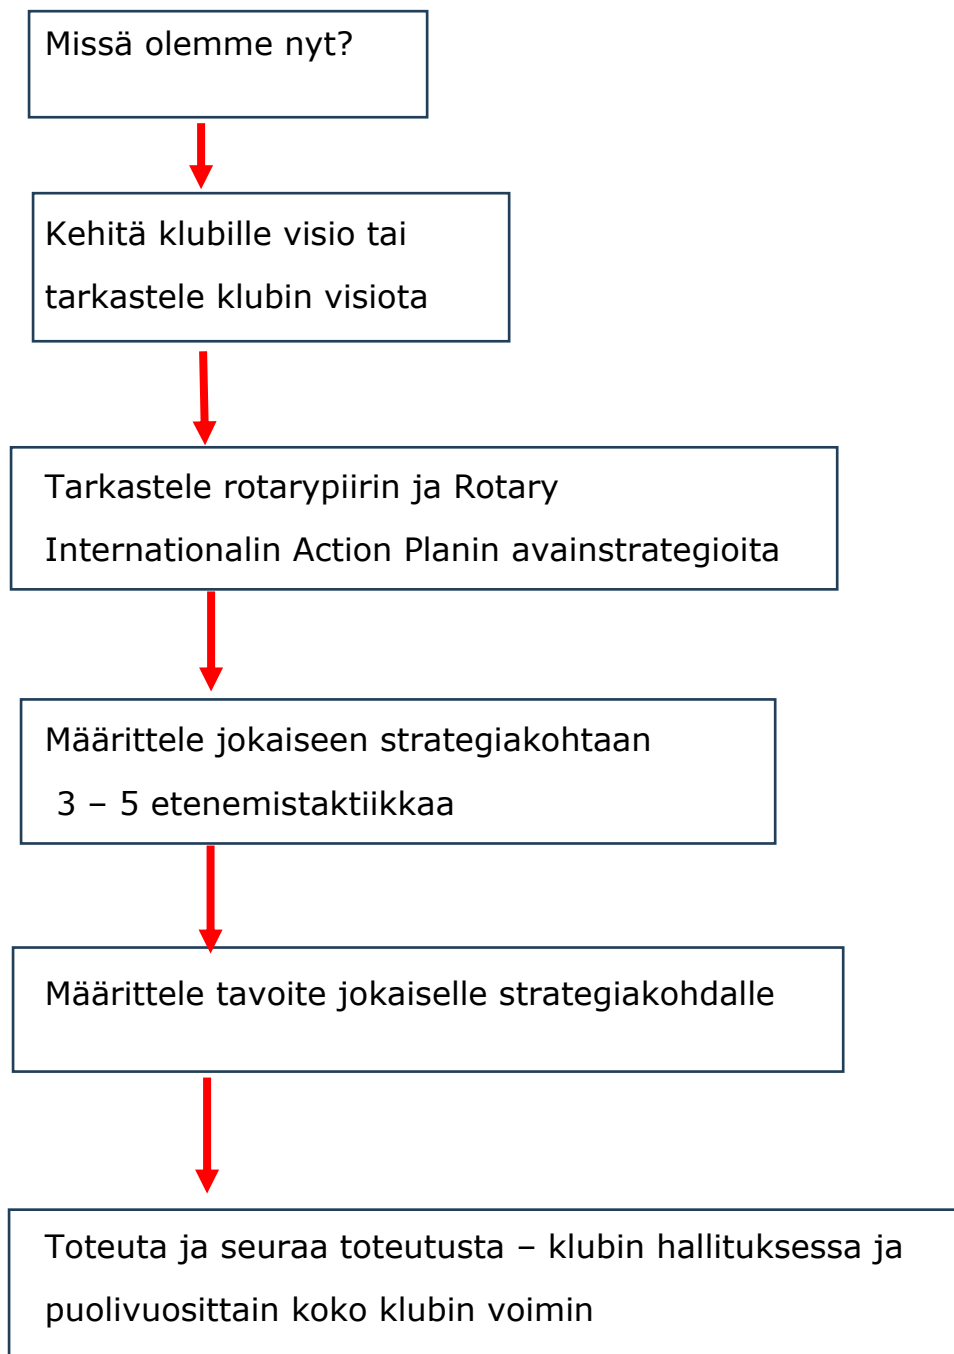 Missä olemme nyt?
Kehitä klubille visio tai
tarkastele klubin visiota
Tarkastele rotarypiirin ja Rotary
Internationalin Action Planin avainstrategioita
Määrittele jokaiseen strategiakohtaan
3 – 5 etenemistaktiikkaa
Määrittele tavoite jokaiselle strategiakohdalle
Toteuta ja seuraa toteutusta – klubin hallituksessa ja
puolivuosittain koko klubin voimin